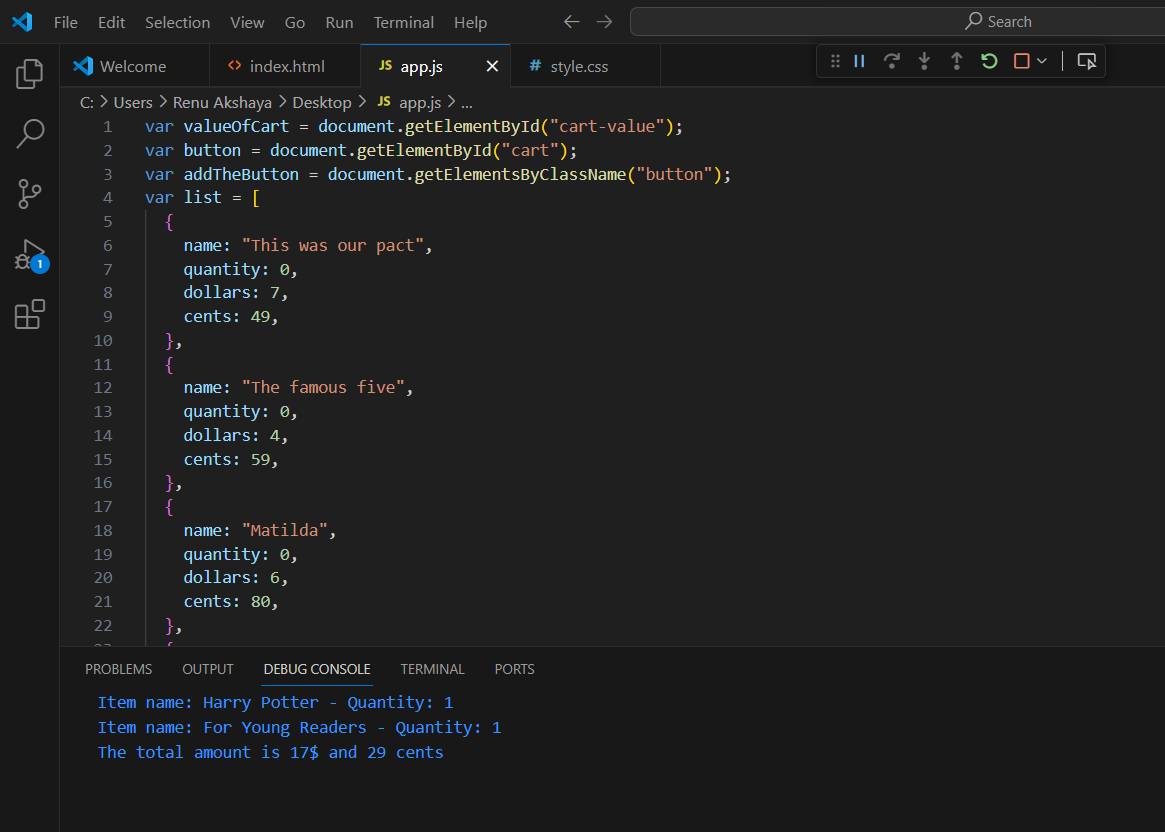 File Edit Selection View Go Run Terminal Help Search
Welcome index.html JS app.js # style.css
C: > Users > Renu Akshaya > Desktop > JS app.js > ...
1 var valueOfCart = document.getElementById("cart-value");
2 var button = document.getElementById("cart");
3 var addTheButton = document.getElementsByClassName("button");
4 var list = [
5 {
6 name: "This was our pact",
7 quantity: 0,
8 dollars: 7,
9 cents: 49,
10 },
11 {
12 name: "The famous five",
13 quantity: 0,
14 dollars: 4,
15 cents: 59,
16 },
17 {
18 name: "Matilda",
19 quantity: 0,
20 dollars: 6,
21 cents: 80,
22 },
1
PROBLEMS OUTPUT DEBUG CONSOLE TERMINAL PORTS
Item name: Harry Potter - Quantity: 1
Item name: For Young Readers - Quantity: 1
The total amount is 17$ and 29 cents